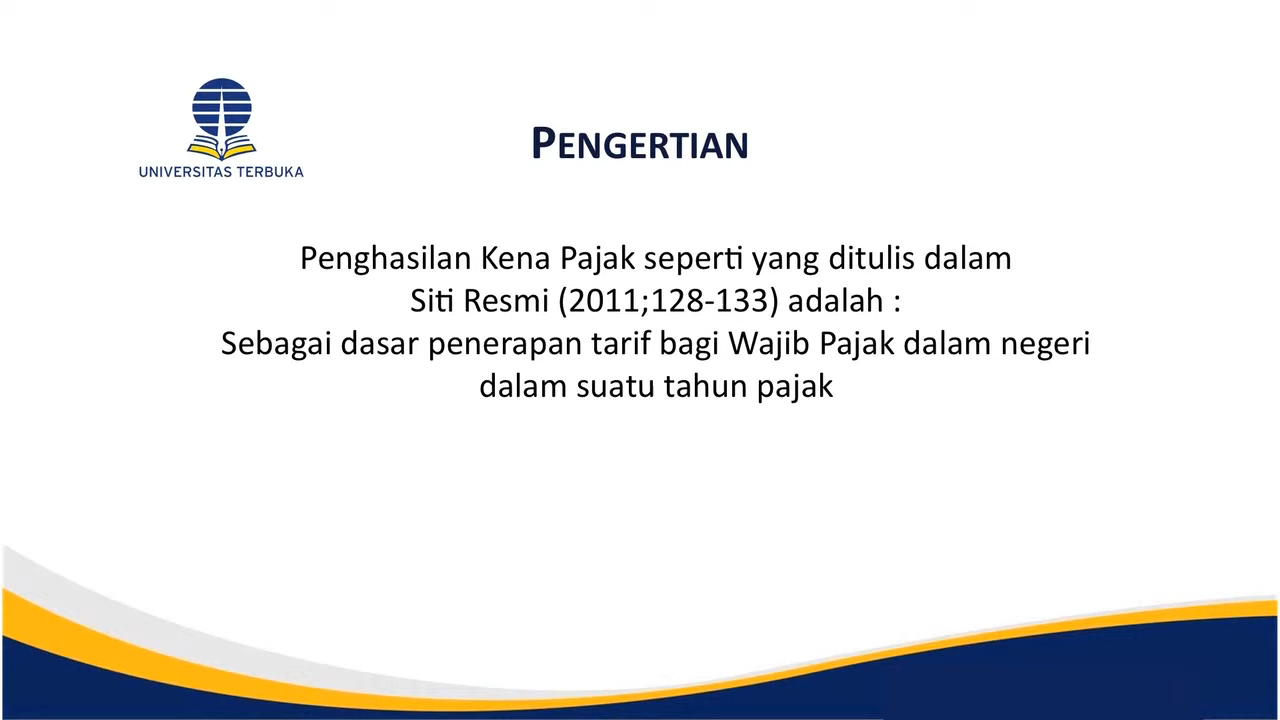 UNIVERSITAS TERBUKA
PENGERTIAN
Penghasilan Kena Pajak seperti yang ditulis dalam
Siti Resmi (2011;128-133) adalah :
Sebagai dasar penerapan tarif bagi Wajib Pajak dalam negeri
dalam suatu tahun pajak